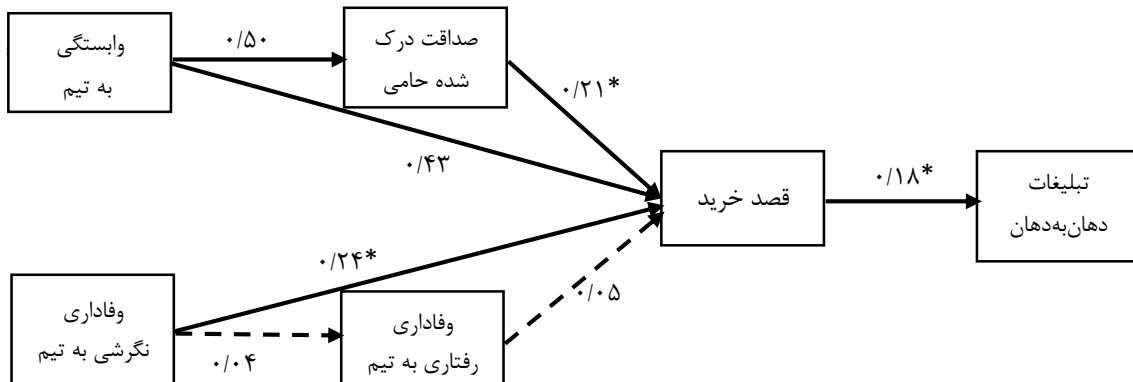 وابستگی
به تیم
۰/۵۰
صداقت درک
شده حامی
۰/۲۱*
۰/۴۳
قصد خرید
۰/۱۸*
تبلیغات
دهان‌به‌دهان
۰/۲۴*
۰/۰۵
وفاداری
نگرشی به تیم
۰/۰۴
وفاداری
رفتاری به تیم